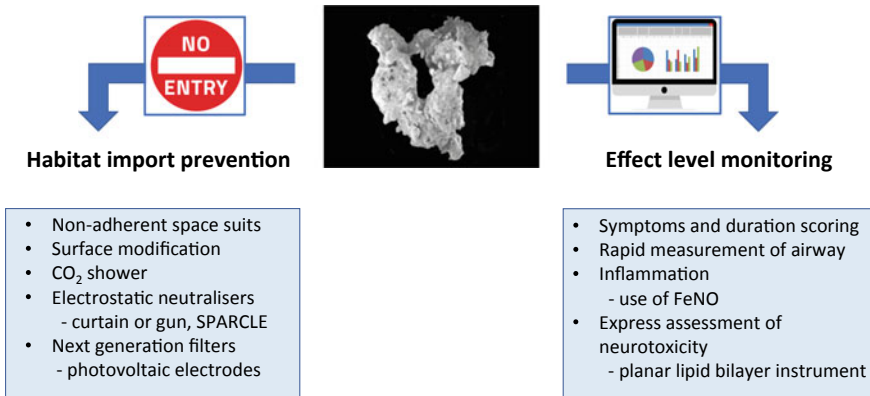 NO
ENTRY
Habitat import prevention
• Non-adherent space suits
• Surface modification
• CO₂ shower
• Electrostatic neutralisers
- curtain or gun, SPARCLE
• Next generation filters
- photovoltaic electrodes
Effect level monitoring
• Symptoms and duration scoring
• Rapid measurement of airway
• Inflammation
- use of FeNO
• Express assessment of
neurotoxicity
- planar lipid bilayer instrument